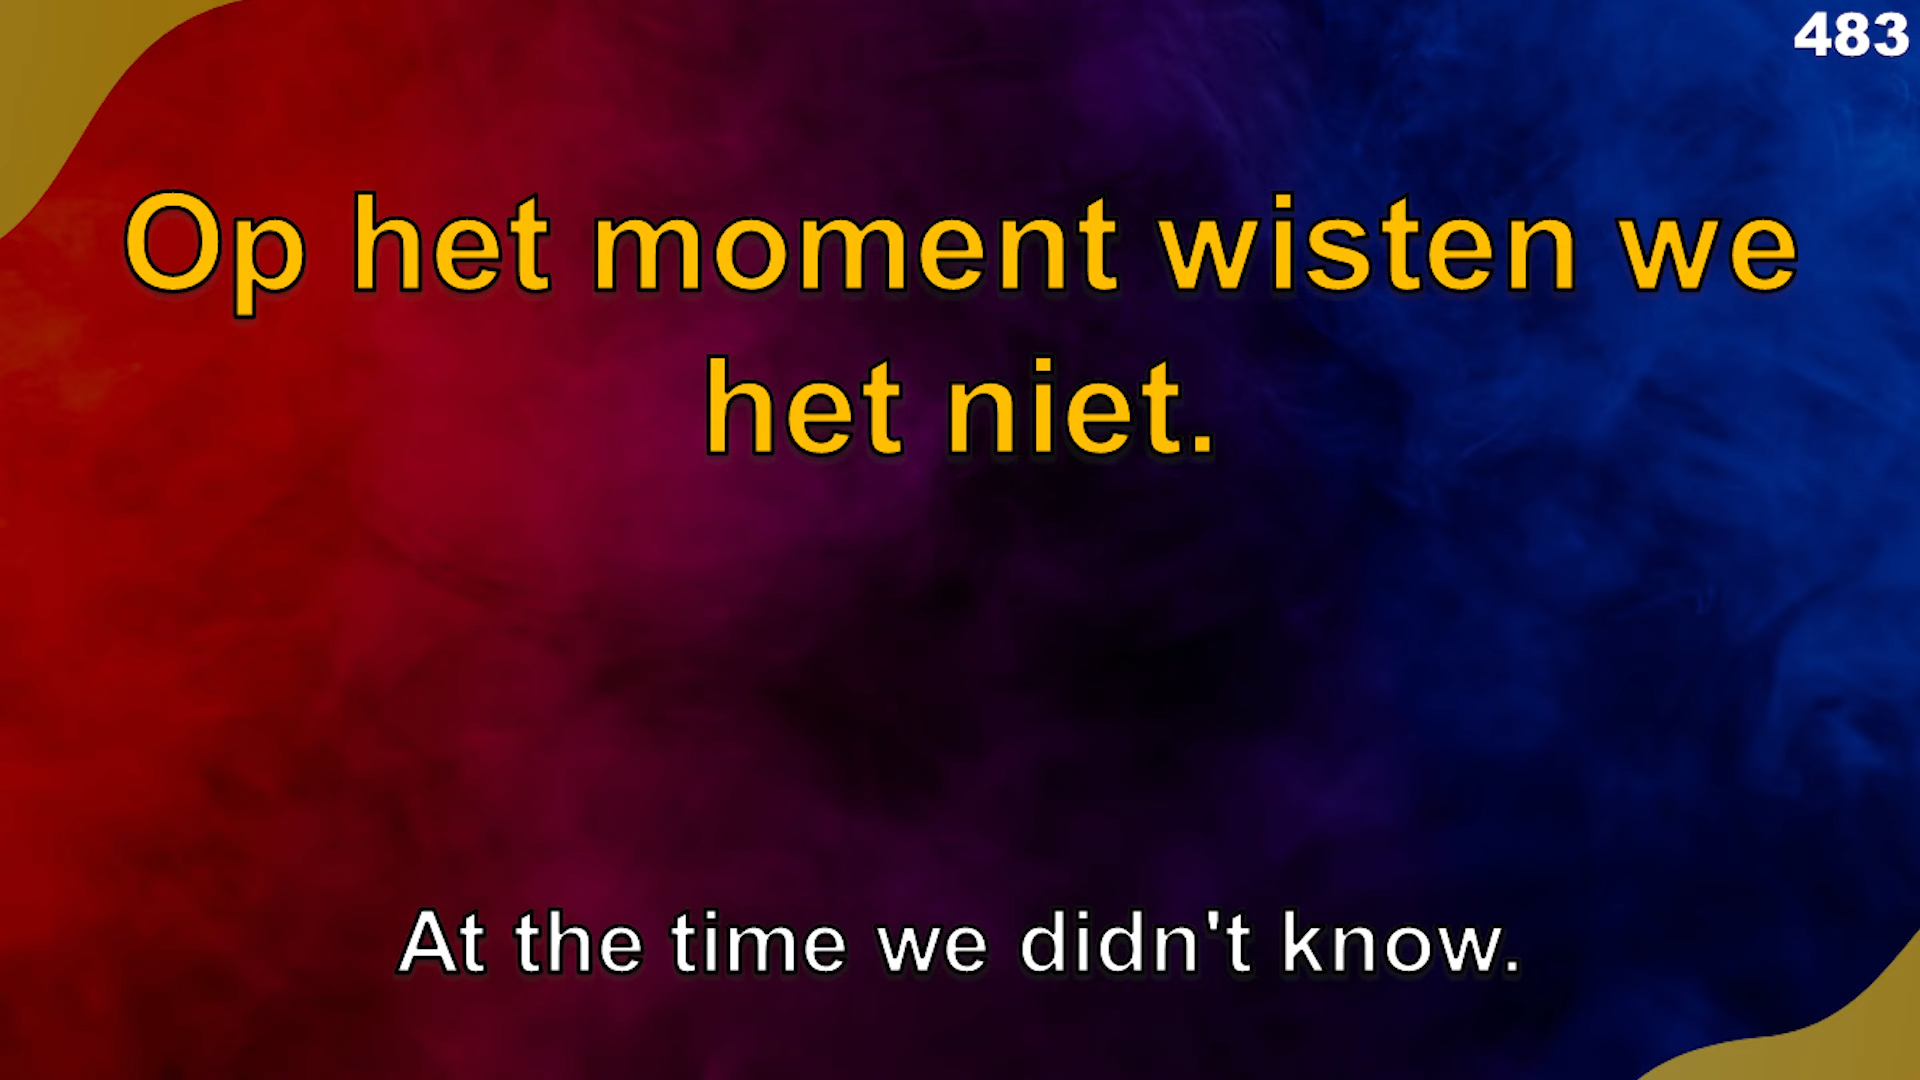 483
Op het moment wisten we
het niet.
At the time we didn't know.